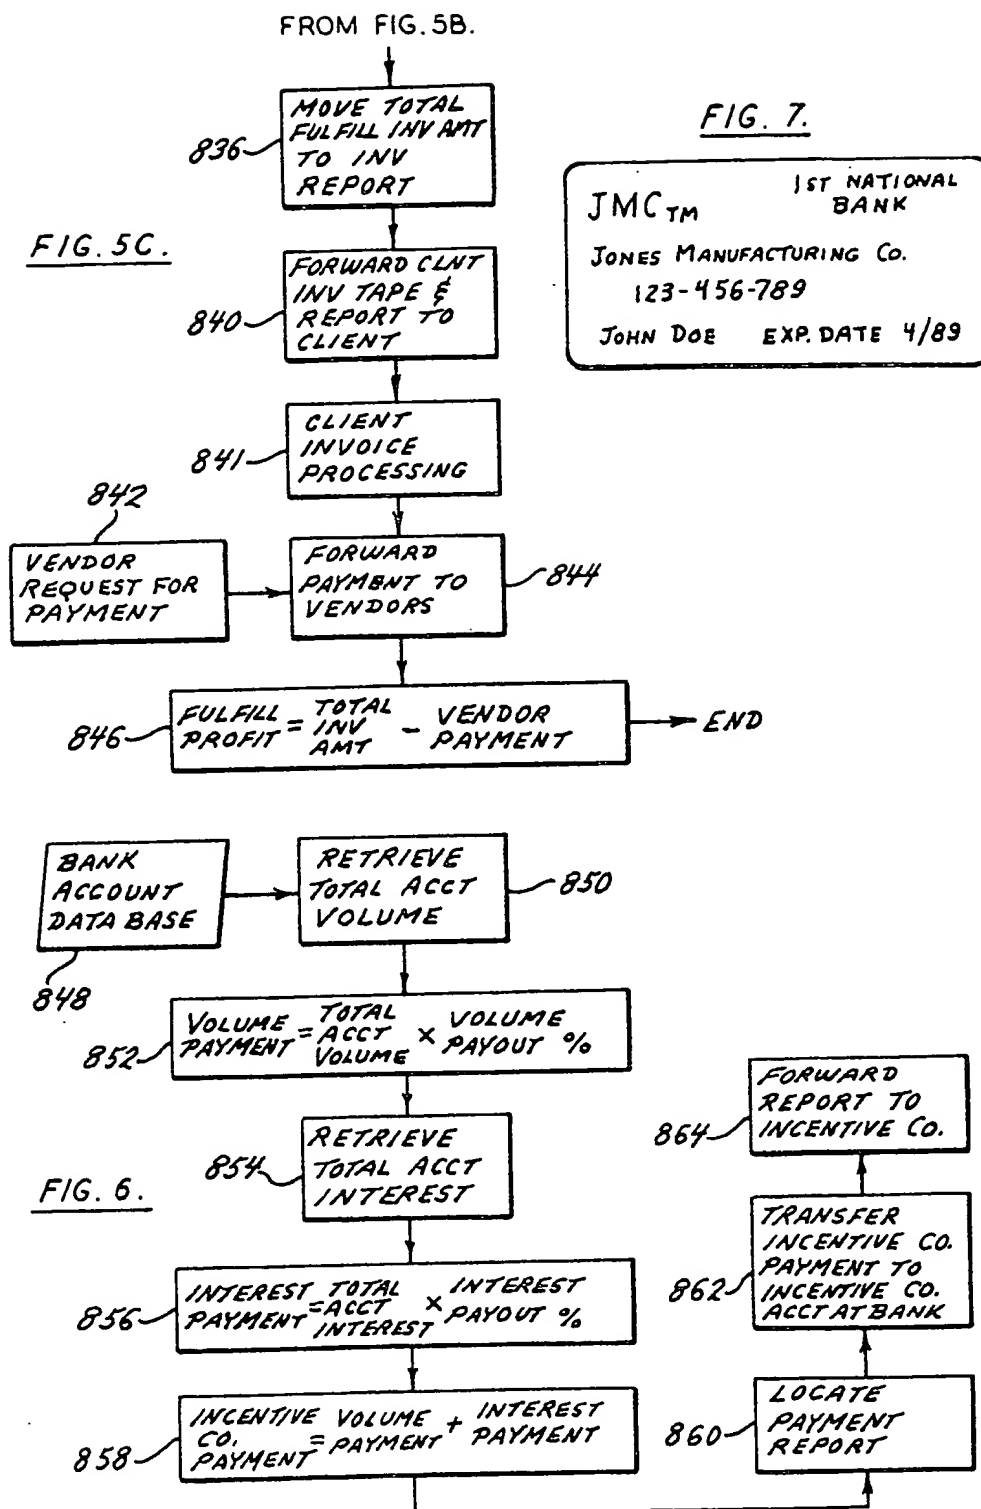 FROM FIG. 5B.
MOVE TOTAL
FULFILL INV AMT
TO INV
REPORT
836
FIG. 5C.
FORWARD CLNT
INV TAPE &
REPORT TO
CLIENT
840
CLIENT
INVOICE
PROCESSING
841
842
VENDOR
REQUEST FOR
PAYMENT
FORWARD
PAYMENT TO
VENDORS
844
FULFILL PROFIT = TOTAL INV AMT - VENDOR PAYMENT
846
END
FIG. 7.
JMC TM
1ST NATIONAL
BANK
JONES MANUFACTURING CO.
123-456-789
JOHN DOE EXP. DATE 4/89
BANK
ACCOUNT
DATA BASE
848
RETRIEVE
TOTAL ACCT
VOLUME
850
VOLUME PAYMENT = TOTAL ACCT VOLUME × VOLUME PAYOUT %
852
RETRIEVE
TOTAL ACCT
INTEREST
854
FIG. 6.
INTEREST PAYMENT = TOTAL ACCT INTEREST × INTEREST PAYOUT %
856
INCENTIVE CO. PAYMENT = VOLUME PAYMENT + INTEREST PAYMENT
858
LOCATE
PAYMENT
REPORT
860
TRANSFER
INCENTIVE CO.
PAYMENT TO
INCENTIVE CO.
ACCT AT BANK
862
FORWARD
REPORT TO
INCENTIVE CO.
864